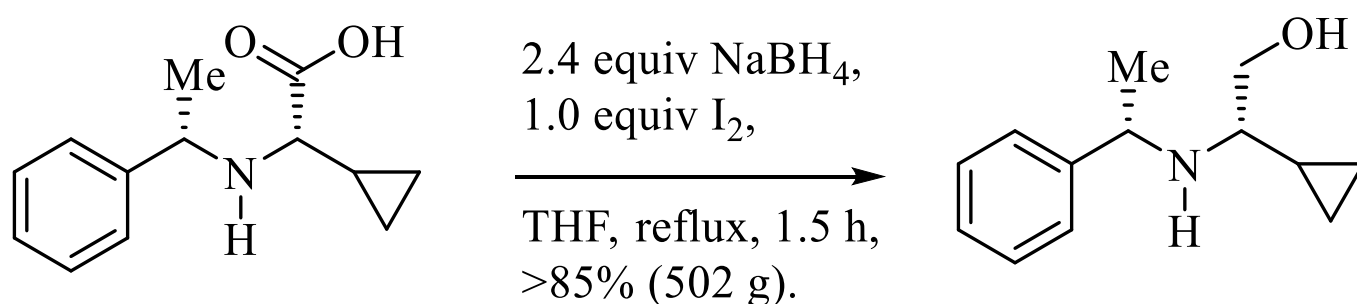 O
OH
Me
N
H
2.4 equiv NaBH4,
1.0 equiv I2,
THF, reflux, 1.5 h,
>85% (502 g).
OH
Me
N
H